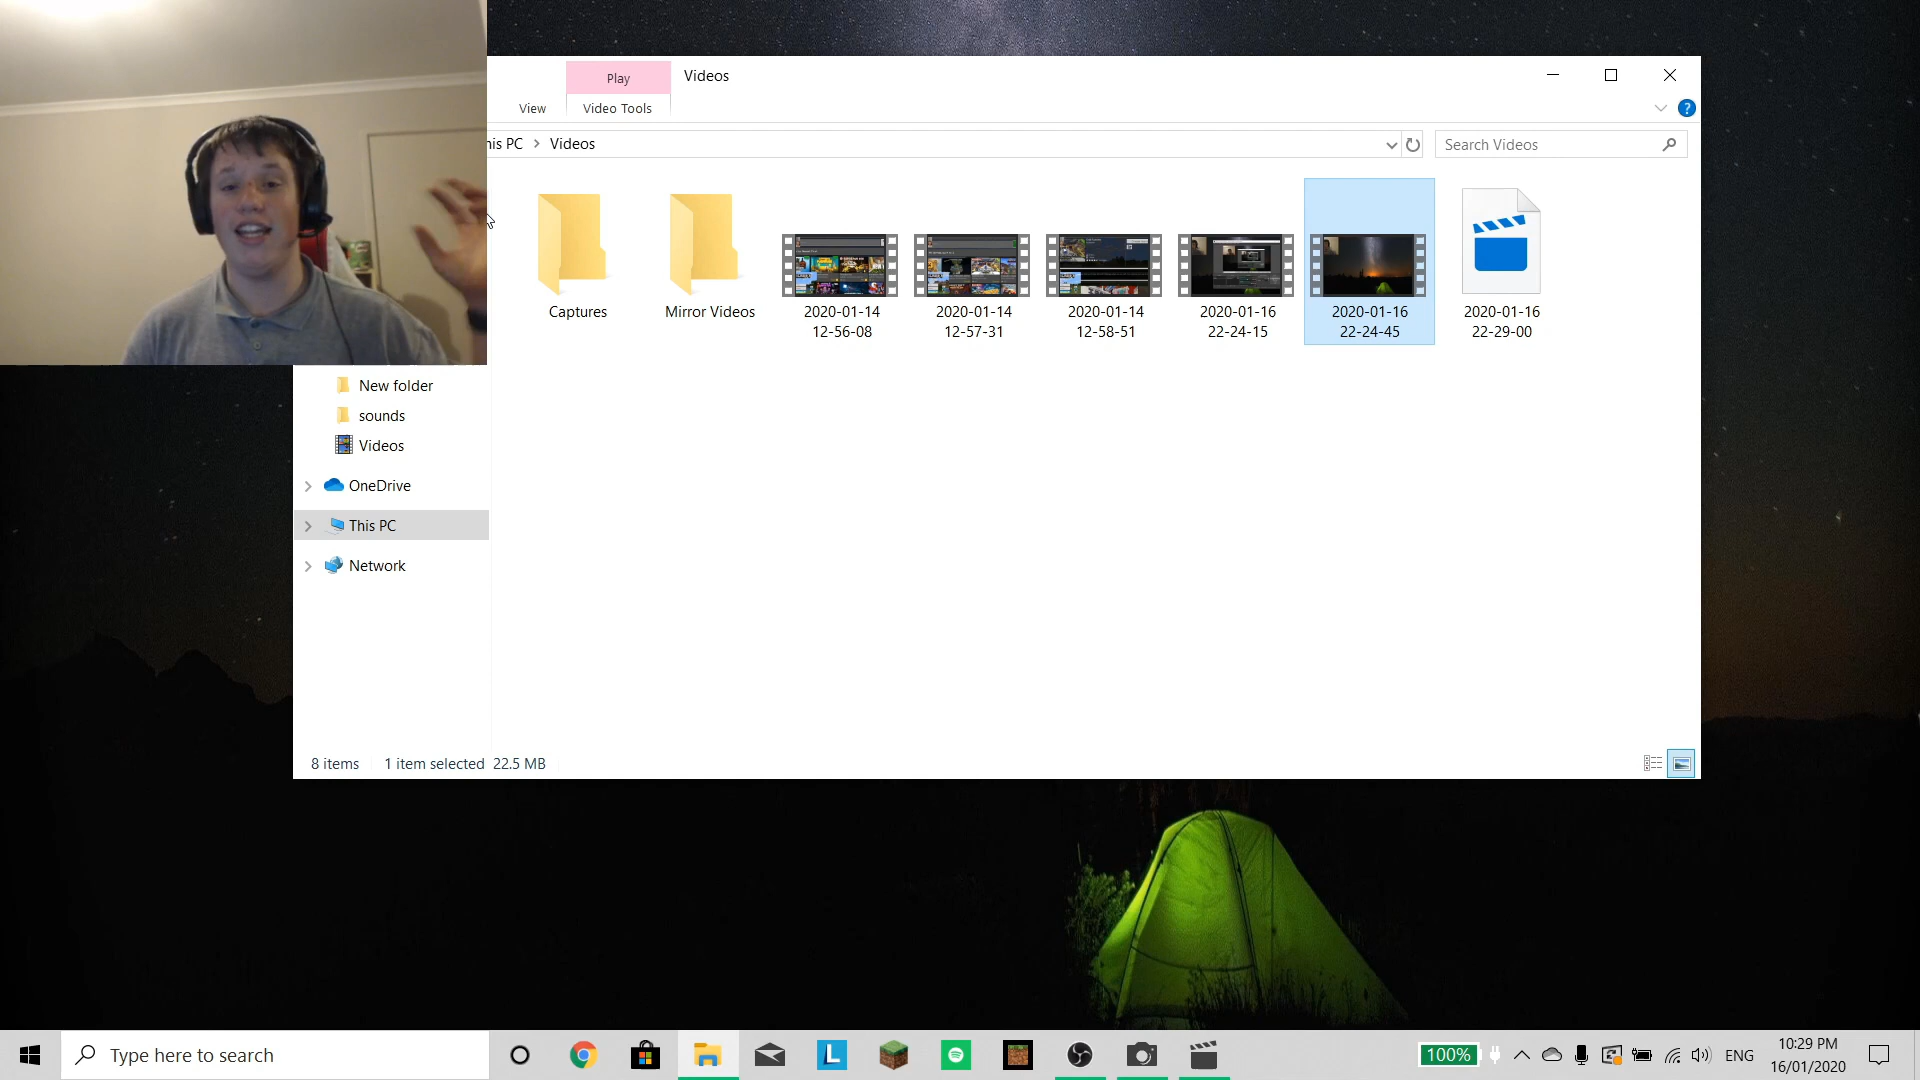 Play
Videos
View
Video Tools
his PC > Videos
Search Videos
Captures
Mirror Videos
2020-01-14
12-56-08
2020-01-14
12-57-31
2020-01-14
12-58-51
2020-01-16
22-24-15
2020-01-16
22-24-45
2020-01-16
22-29-00
New folder
sounds
Videos
OneDrive
This PC
Network
8 items
1 item selected 22.5 MB
Type here to search
100%
ENG
10:29 PM
16/01/2020